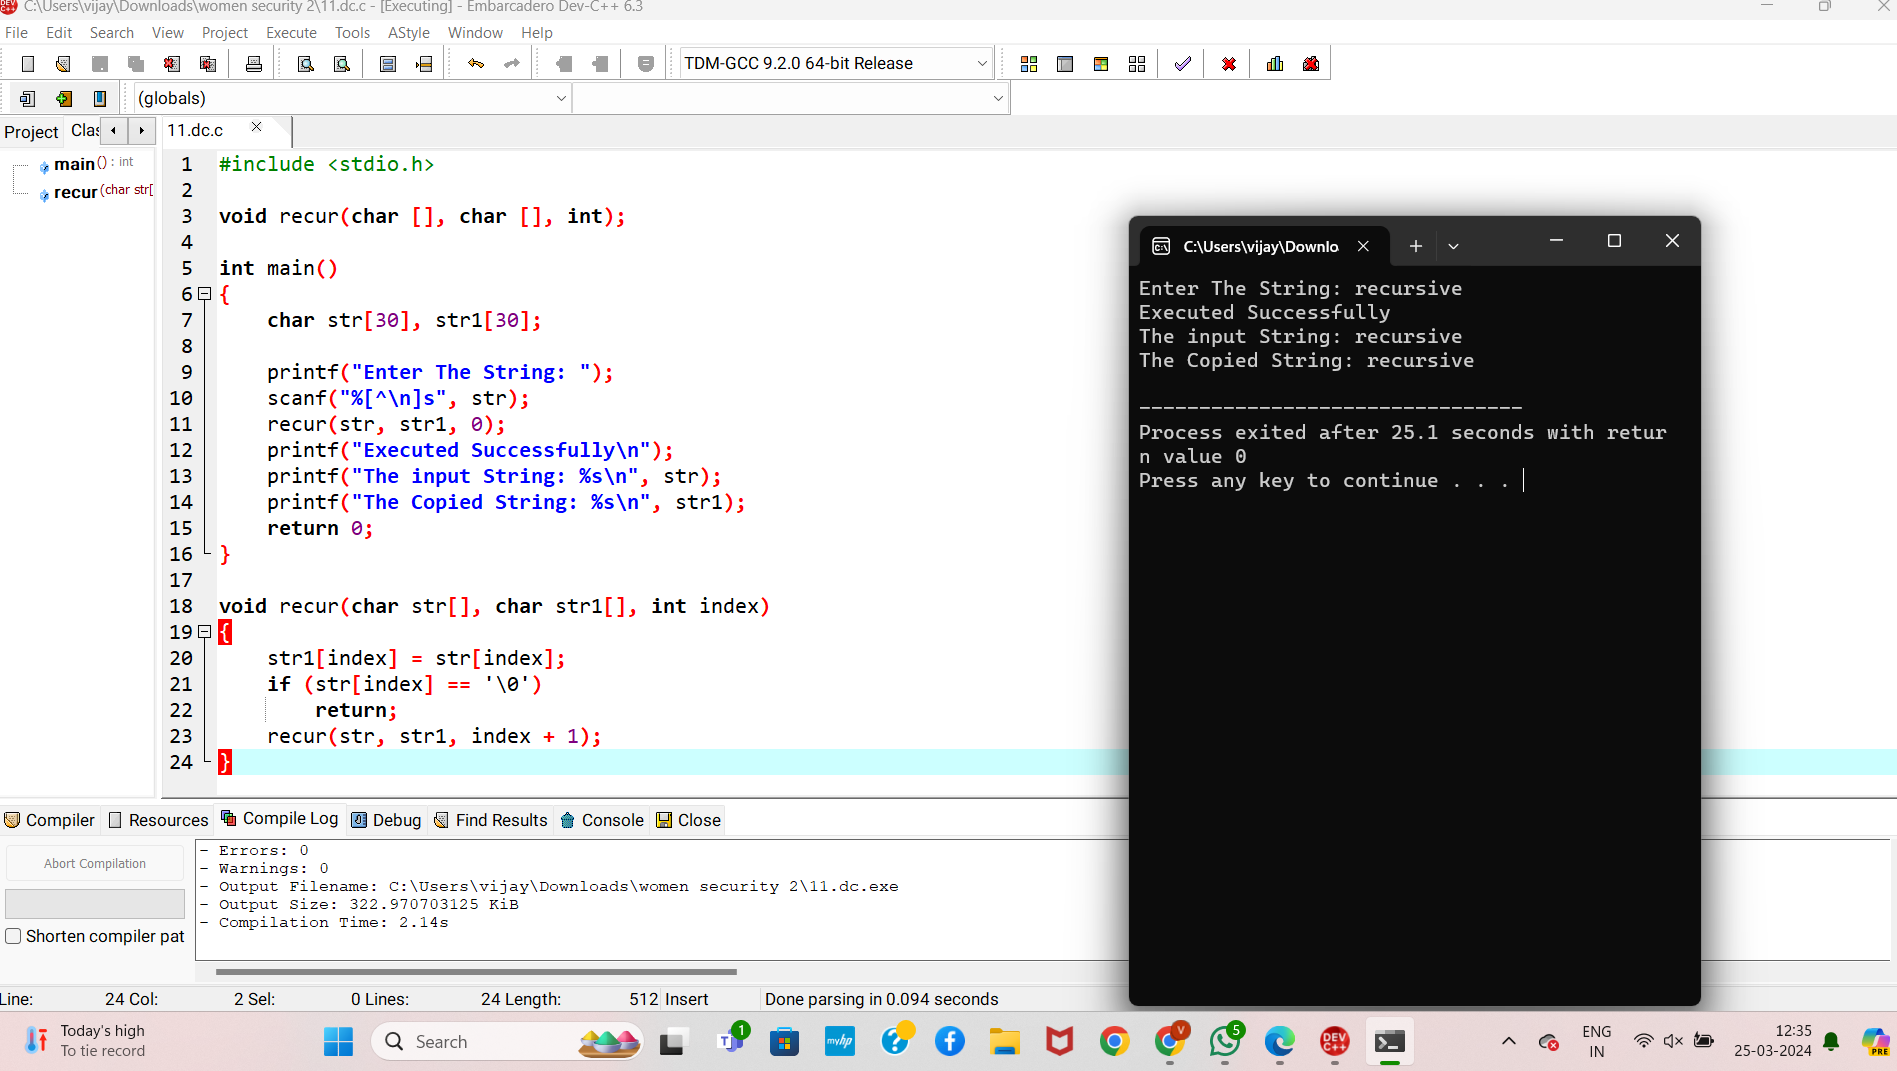 C:\Users\vijay\Downloads\women security 2\11.dc.c - [Executing] - Embarcadero Dev-C++ 6.3
File Edit Search View Project Execute Tools AStyle Window Help
TDM-GCC 9.2.0 64-bit Release
(globals)
Project Clas 11.dc.c
main () : int
recur (char str[
1 #include <stdio.h>
2
3 void recur(char [], char [], int);
4
5 int main()
6 {
7 char str[30], str1[30];
8
9 printf("Enter The String: ");
10 scanf("%[^\n]s", str);
11 recur(str, str1, 0);
12 printf("Executed Successfully\n");
13 printf("The input String: %s\n", str);
14 printf("The Copied String: %s\n", str1);
15 return 0;
16 }
17
18 void recur(char str[], char str1[], int index)
19 {
20 str1[index] = str[index];
21 if (str[index] == '\0')
22 return;
23 recur(str, str1, index + 1);
24 }
C:\Users\vijay\Downlo
Enter The String: recursive
Executed Successfully
The input String: recursive
The Copied String: recursive
--------------------------------
Process exited after 25.1 seconds with retur
n value 0
Press any key to continue . . .
Compiler Resources Compile Log Debug Find Results Console Close
Abort Compilation
Shorten compiler pat
- Errors: 0
- Warnings: 0
- Output Filename: C:\Users\vijay\Downloads\women security 2\11.dc.exe
- Output Size: 322.970703125 KiB
- Compilation Time: 2.14s
Line: 24 Col: 2 Sel: 0 Lines: 24 Length: 512 Insert Done parsing in 0.094 seconds
Today's high
To tie record
Search
1
myhp
V
5
DEV
C++
ENG
IN
12:35
25-03-2024
PRE